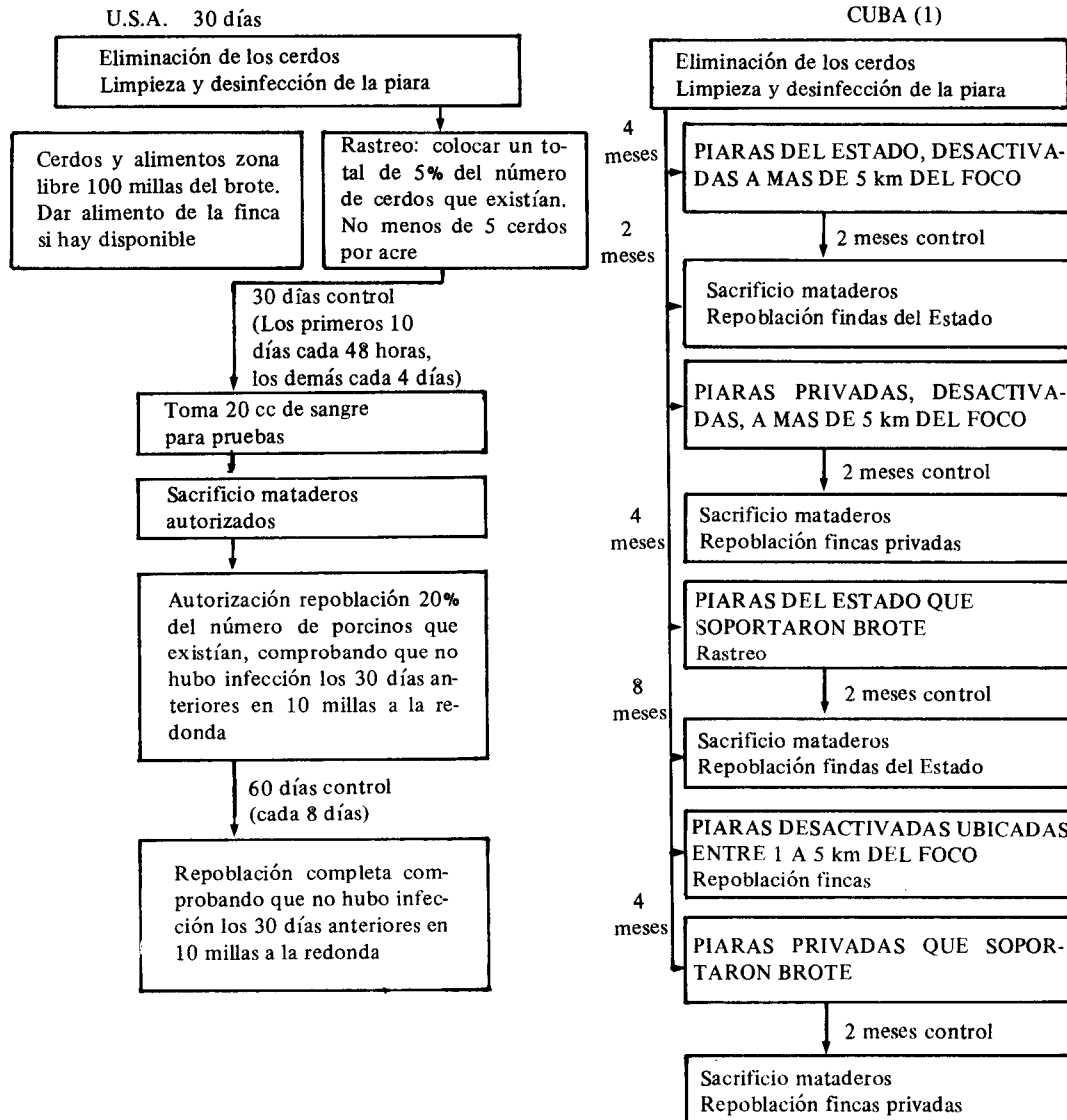 U.S.A. 30 días
Eliminación de los cerdos
Limpieza y desinfección de la piara
Cerdos y alimentos zona
libre 100 millas del brote.
Dar alimento de la finca
si hay disponible
Rastreo: colocar un to-
tal de 5% del número
de cerdos que existían.
No menos de 5 cerdos
por acre
30 días control
(Los primeros 10
días cada 48 horas,
los demás cada 4 días)
Toma 20 cc de sangre
para pruebas
Sacrificio mataderos
autorizados
Autorización repoblación 20%
del número de porcinos que
existían, comprobando que no
hubo infección los 30 días an-
teriores en 10 millas a la re-
donda
60 días control
(cada 8 días)
Repoblación completa com-
probando que no hubo infec-
ción los 30 días anteriores en
10 millas a la redonda
CUBA (1)
Eliminación de los cerdos
Limpieza y desinfección de la piara
4
meses
PIARAS DEL ESTADO, DESACTIVA-
DAS A MAS DE 5 km DEL FOCO
2
meses
2 meses control
Sacrificio mataderos
Repoblación findas del Estado
PIARAS PRIVADAS, DESACTIVA-
DAS, A MAS DE 5 km DEL FOCO
2 meses control
4
meses
Sacrificio mataderos
Repoblación fincas privadas
PIARAS DEL ESTADO QUE
SOPORTARON BROTE
Rastreo
8
meses
2 meses control
Sacrificio mataderos
Repoblación findas del Estado
PIARAS DESACTIVADAS UBICADAS
ENTRE 1 A 5 km DEL FOCO
Repoblación fincas
4
meses
PIARAS PRIVADAS QUE SOPOR-
TARON BROTE
2 meses control
Sacrificio mataderos
Repoblación fincas privadas